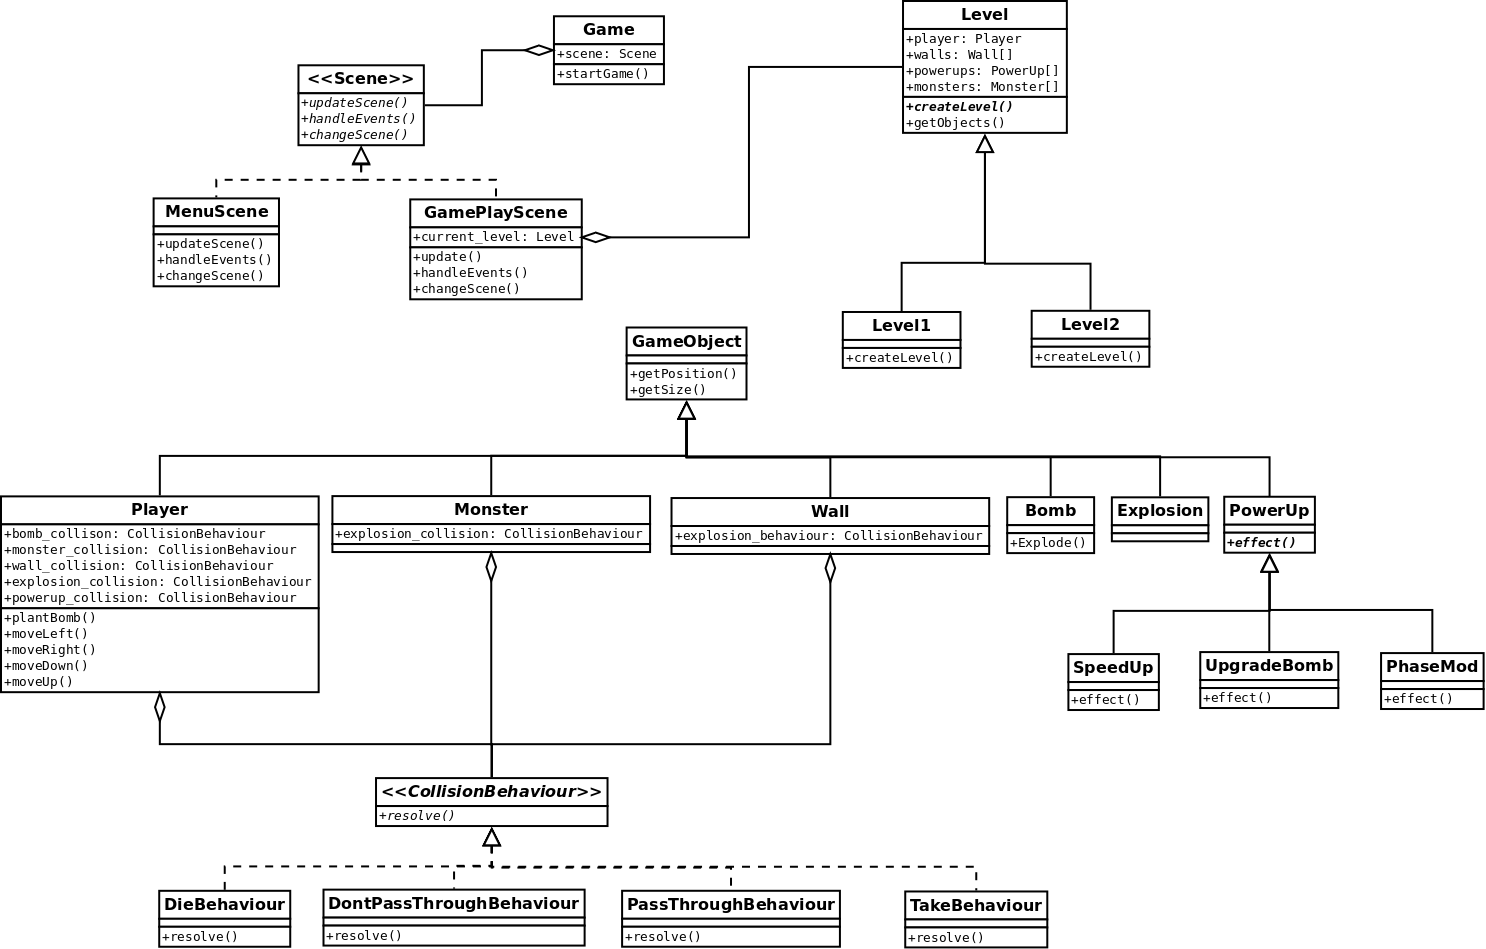 Game
+scene: Scene
+startGame()
Level
+player: Player
+walls: Wall[]
+powerups: PowerUp[]
+monsters: Monster[]
+createLevel()
+getObjects()
<<Scene>>
+updateScene()
+handleEvents()
+changeScene()
MenuScene
+updateScene()
+handleEvents()
+changeScene()
GamePlayScene
+current_level: Level
+update()
+handleEvents()
+changeScene()
Level1
+createLevel()
Level2
+createLevel()
GameObject
+getPosition()
+getSize()
Player
+bomb_collison: CollisionBehaviour
+monster_collision: CollisionBehaviour
+wall_collision: CollisionBehaviour
+explosion_collision: CollisionBehaviour
+powerup_collision: CollisionBehaviour
+plantBomb()
+moveLeft()
+moveRight()
+moveDown()
+moveUp()
Monster
+explosion_collision: CollisionBehaviour
Wall
+explosion_behaviour: CollisionBehaviour
Bomb
+Explode()
Explosion
PowerUp
+effect()
SpeedUp
+effect()
UpgradeBomb
+effect()
PhaseMod
+effect()
<<CollisionBehaviour>>
+resolve()
DieBehaviour
+resolve()
DontPassThroughBehaviour
+resolve()
PassThroughBehaviour
+resolve()
TakeBehaviour
+resolve()